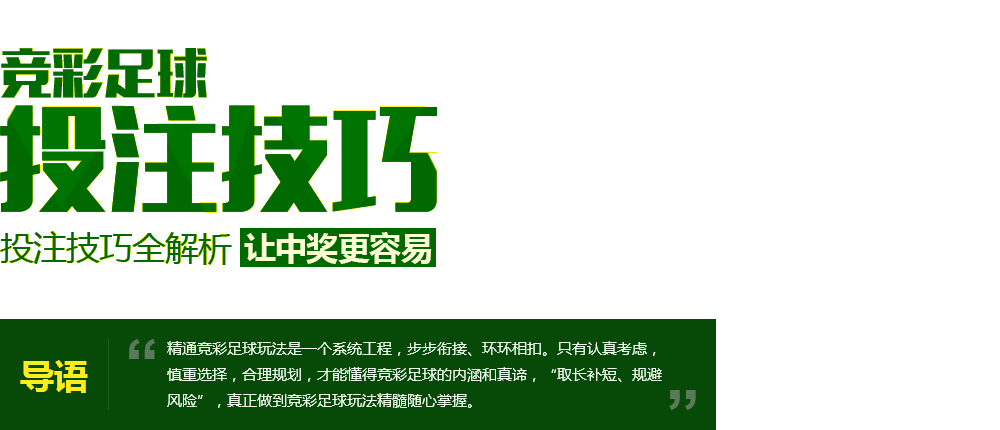 竞彩足球
投注技巧
投注技巧全解析 让中奖更容易
导语
精通竞彩足球玩法是一个系统工程，步步衔接、环环相扣。只有认真考虑，
慎重选择，合理规划，才能懂得竞彩足球的内涵和真谛，“取长补短、规避
风险”，真正做到竞彩足球玩法精髓随心掌握。